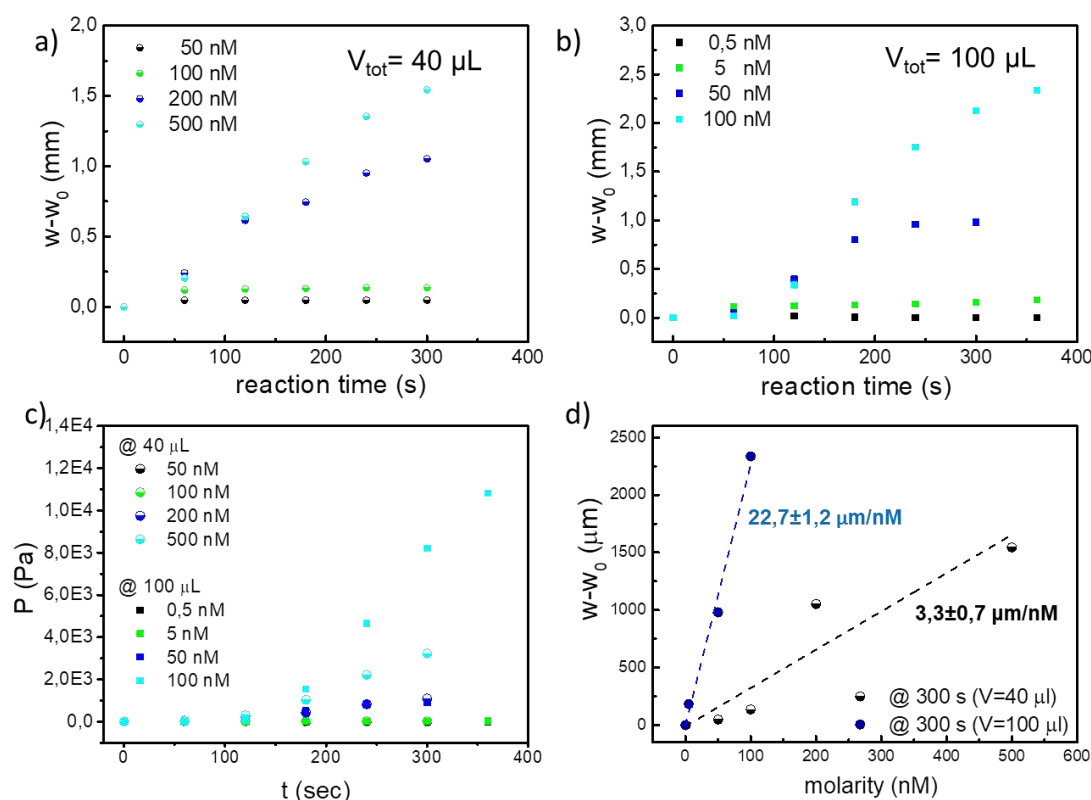 a)
V_tot= 40 µL
50 nM
100 nM
200 nM
500 nM
2,0
1,5
1,0
0,5
0,0
w-w_0 (mm)
0
100
200
300
400
reaction time (s)
b)
V_tot= 100 µL
0,5 nM
5 nM
50 nM
100 nM
3,0
2,5
2,0
1,5
1,0
0,5
0,0
w-w_0 (mm)
0
100
200
300
400
reaction time (s)
c)
@ 40 µL
50 nM
100 nM
200 nM
500 nM
@ 100 µL
0,5 nM
5 nM
50 nM
100 nM
1,4E4
1,2E4
1,0E4
8,0E3
6,0E3
4,0E3
2,0E3
0,0
P (Pa)
0
100
200
300
400
t (sec)
d)
2500
2000
1500
1000
500
0
w-w_0 (µm)
22,7±1,2 µm/nM
3,3±0,7 µm/nM
@ 300 s (V=40 µl)
@ 300 s (V=100 µl)
0
100
200
300
400
500
600
molarity (nM)